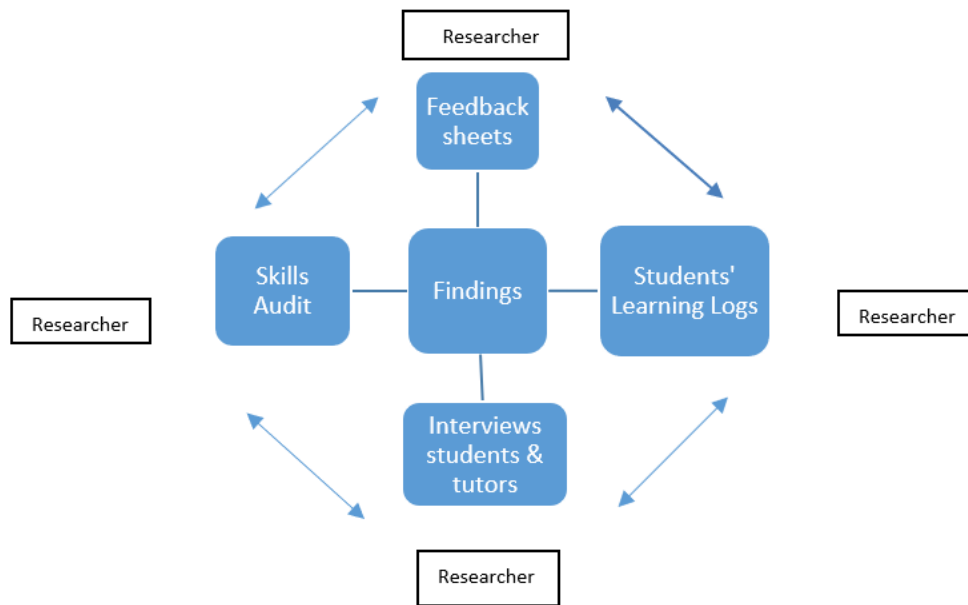 Researcher
Feedback
sheets
Skills
Audit
Findings
Students'
Learning Logs
Researcher
Researcher
Interviews
students &
tutors
Researcher